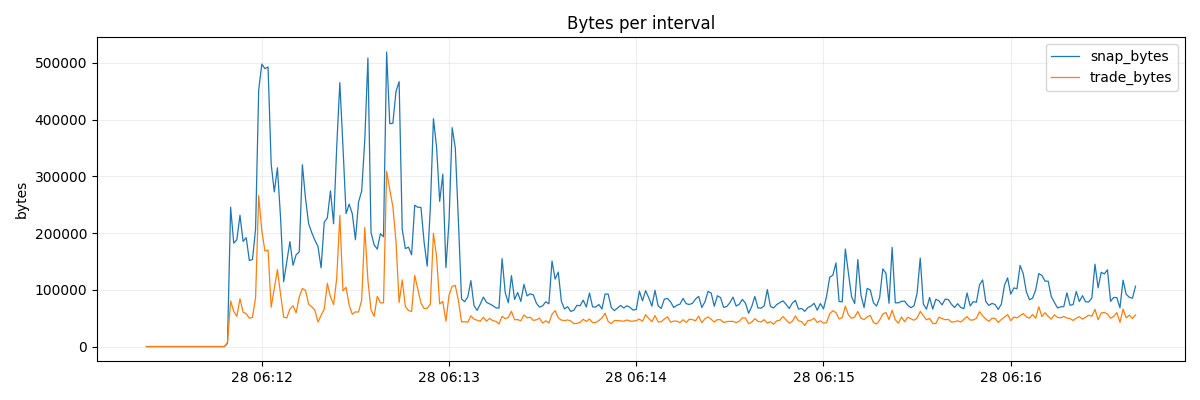 Bytes per interval
snap_bytes
trade_bytes
bytes
500000
400000
300000
200000
100000
0
28 06:12 28 06:13 28 06:14 28 06:15 28 06:16